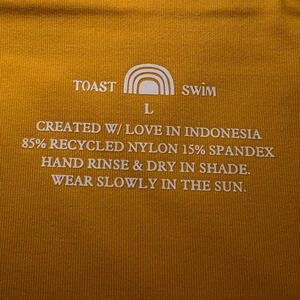 TOAST SWIM
L
CREATED W/ LOVE IN INDONESIA
85% RECYCLED NYLON 15% SPANDEX
HAND RINSE & DRY IN SHADE.
WEAR SLOWLY IN THE SUN.